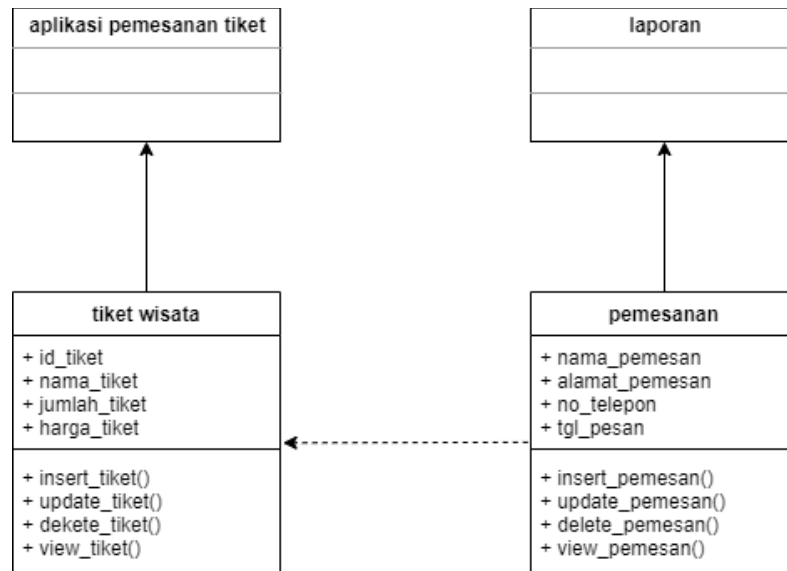 aplikasi pemesanan tiket
laporan
tiket wisata
+ id_tiket
+ nama_tiket
+ jumlah_tiket
+ harga_tiket
+ insert_tiket()
+ update_tiket()
+ dekete_tiket()
+ view_tiket()
pemesanan
+ nama_pemesan
+ alamat_pemesan
+ no_telepon
+ tgl_pesan
+ insert_pemesan()
+ update_pemesan()
+ delete_pemesan()
+ view_pemesan()